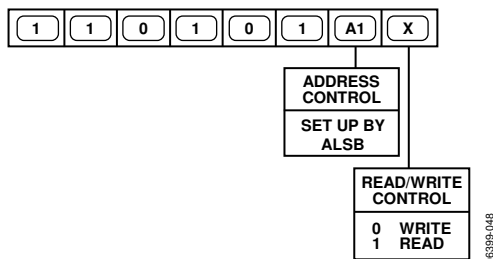 1 1 0 1 0 1 A1 X
ADDRESS
CONTROL
SET UP BY
ALSB
READ/WRITE
CONTROL
0 WRITE
1 READ
6399-048